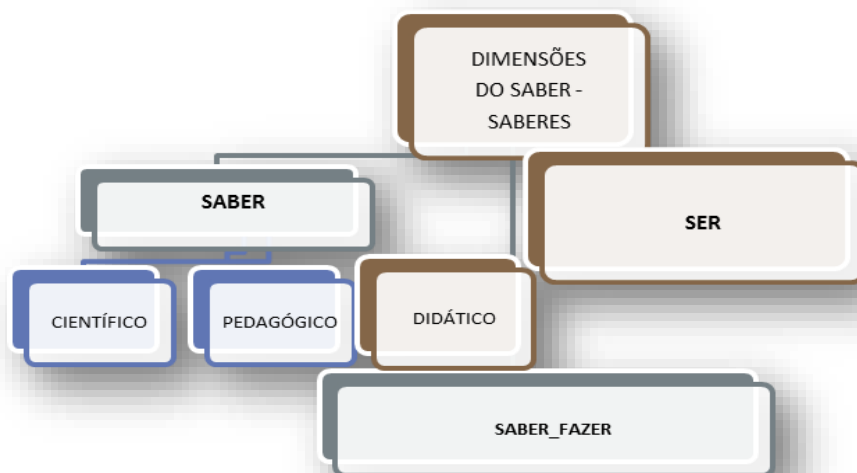 DIMENSÕES
DO SABER -
SABERES
SABER
SER
CIENTÍFICO
PEDAGÓGICO
DIDÁTICO
SABER_FAZER